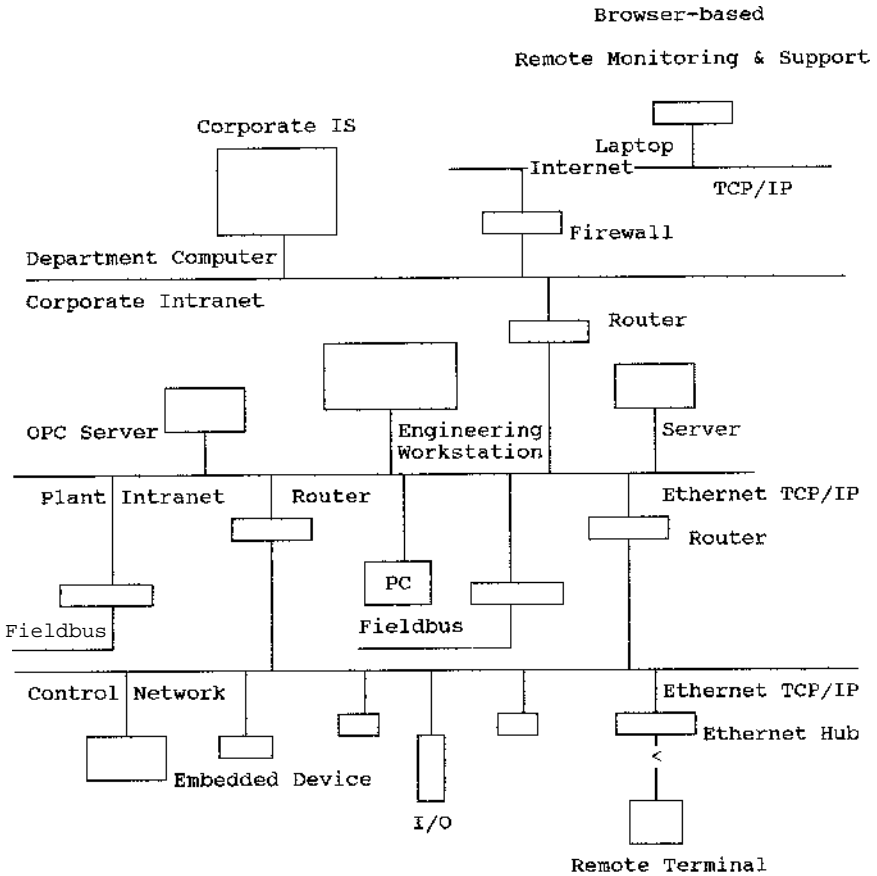 Browser-based
Remote Monitoring & Support
Corporate IS
Laptop
Internet
TCP/IP
Firewall
Department Computer
Corporate Intranet
Router
OPC Server
Engineering
Workstation
Server
Plant Intranet
Router
Ethernet TCP/IP
Router
PC
Fieldbus
Fieldbus
Control Network
Ethernet TCP/IP
Ethernet Hub
<
Embedded Device
I/O
Remote Terminal